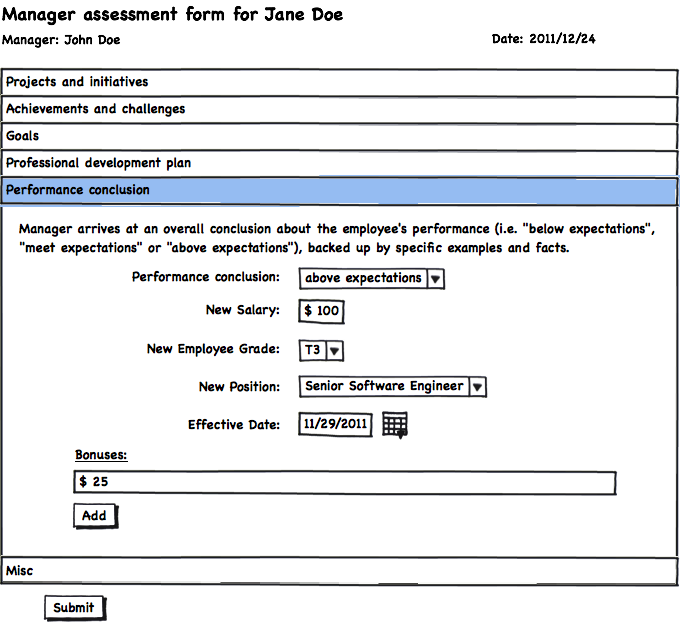 Manager assessment form for Jane Doe
Manager: John Doe
Date: 2011/12/24
Projects and initiatives
Achievements and challenges
Goals
Professional development plan
Performance conclusion
Manager arrives at an overall conclusion about the employee's performance (i.e. "below expectations",
"meet expectations" or "above expectations"), backed up by specific examples and facts.
Performance conclusion: above expectations
New Salary: $ 100
New Employee Grade: T3
New Position: Senior Software Engineer
Effective Date: 11/29/2011
Bonuses:
$ 25
Add
Misc
Submit